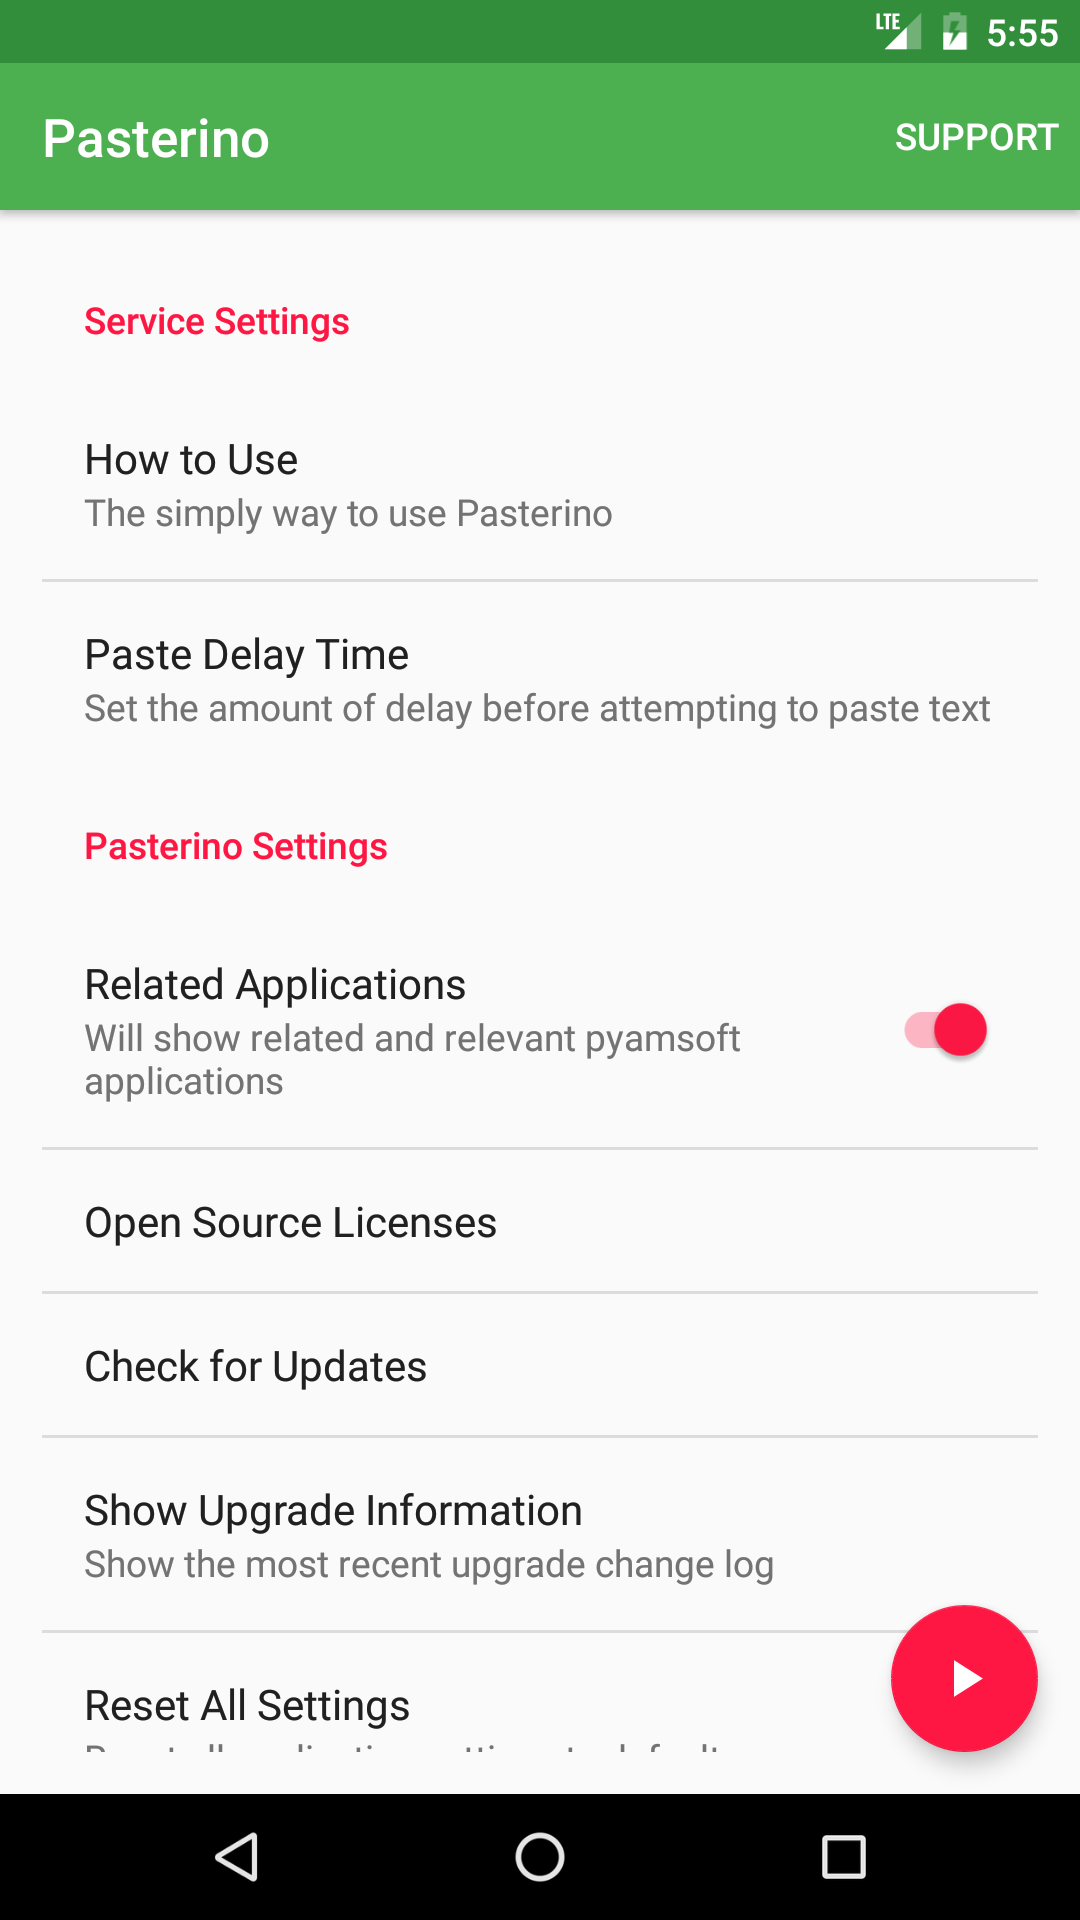 LTE 5:55
Pasterino SUPPORT
Service Settings
How to Use
The simply way to use Pasterino
Paste Delay Time
Set the amount of delay before attempting to paste text
Pasterino Settings
Related Applications
Will show related and relevant pyamsoft
applications
Open Source Licenses
Check for Updates
Show Upgrade Information
Show the most recent upgrade change log
Reset All Settings